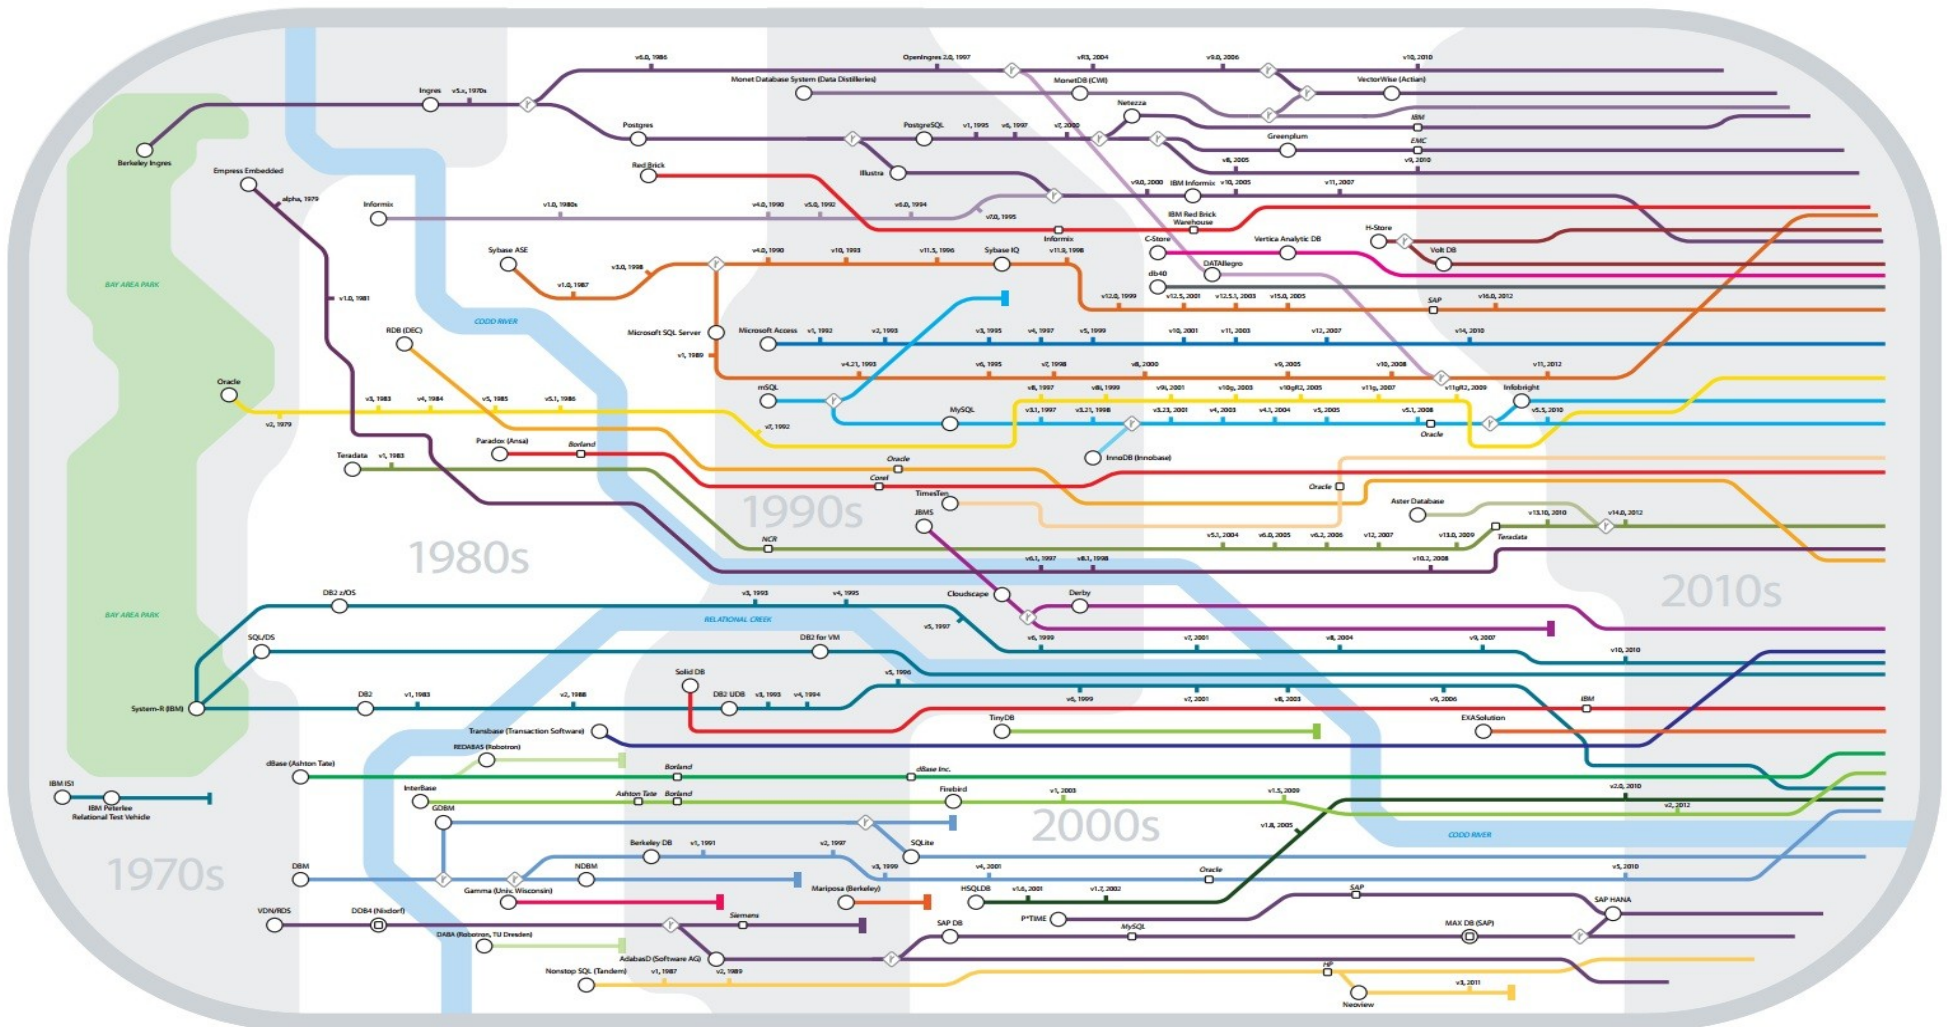 v6.0, 1986
OpenIngres 2.0, 1997
vR3, 2004
v9.0, 2006
v10, 2010
Monet Database System (Data Distilleries)
MonetDB (CWI)
VectorWise (Actian)
Ingres
v5.x, 1970s
Netezza
IBM
Berkeley Ingres
Postgres
PostgreSQL
v1, 1995
v6, 1997
v7, 2000
Greenplum
EMC
v8, 2005
v9, 2010
Empress Embedded
alpha, 1979
Red Brick
Illustra
v9.0, 2000
IBM Informix
v10, 2005
v11, 2007
Informix
v1.0, 1980s
v4.0, 1990
v5.0, 1992
v6.0, 1994
v7.0, 1995
IBM Red Brick
Warehouse
Informix
H-Store
Volt DB
C-Store
Vertica Analytic DB
DATAllegro
db40
Sybase ASE
v1.0, 1987
v3.0, 1998
v4.0, 1990
v10, 1993
v11.5, 1996
Sybase IQ
v11.9, 1998
v12.0, 1999
v12.5, 2001
v12.5.1, 2003
v15.0, 2005
SAP
v16.0, 2012
BAY AREA PARK
v1.0, 1981
CODD RIVER
RDB (DEC)
Microsoft SQL Server
v1, 1989
Microsoft Access
v1, 1992
v2, 1993
v3, 1995
v4, 1997
v5, 1999
v10, 2001
v11, 2003
v12, 2007
v14, 2010
v4.21, 1993
v6, 1995
v7, 1998
v8, 2000
v9, 2005
v10, 2008
v11, 2012
Oracle
v2, 1979
v3, 1983
v4, 1984
v5, 1985
v5.1, 1986
v7, 1992
v8, 1997
v8i, 1999
v9i, 2001
v10g, 2003
v10gR2, 2005
v11g, 2007
v11gR2, 2009
Infobright
mSQL
MySQL
v3.1, 1997
v3.21, 1998
v3.23, 2001
v4, 2003
v4.1, 2004
v5, 2005
v5.1, 2008
Oracle
v5.5, 2010
InnoDB (Innobase)
Paradox (Ansa)
Borland
Teradata
v1, 1983
Oracle
Corel
Oracle
TimesTen
Aster Database
JBMS
1990s
NCR
v5.1, 2004
v6.0, 2005
v6.2, 2006
v12, 2007
v13.0, 2009
Teradata
v13.10, 2010
v14.0, 2012
1980s
v6.1, 1997
v8.1, 1998
v10.2, 2008
2010s
DB2 z/OS
v3, 1993
v4, 1995
v5, 1997
Cloudscape
Derby
BAY AREA PARK
RELATIONAL CREEK
SQL/DS
DB2 for VM
v6, 1999
v7, 2001
v8, 2004
v9, 2007
v10, 2010
Solid DB
System-R (IBM)
DB2
v1, 1983
v2, 1988
DB2 UDB
v3, 1993
v4, 1994
v5, 1996
v6, 1999
v7, 2001
v8, 2003
v9, 2006
IBM
Transbase (Transaction Software)
TinyDB
EXASolution
REDABAS (Robotron)
dBase (Ashton Tate)
Borland
dBase Inc.
IBM IS1
IBM Peterlee
Relational Test Vehicle
InterBase
Ashton Tate
Borland
Firebird
v1, 2003
v1.5, 2009
v2.0, 2010
v2, 2012
GDBM
2000s
v1.8, 2005
CODD RIVER
Berkeley DB
v1, 1991
v2, 1997
SQLite
1970s
DBM
NDBM
v3, 1999
v4, 2001
Oracle
v5, 2010
Gamma (Univ. Wisconsin)
Mariposa (Berkeley)
HSQLDB
v1.6, 2001
v1.7, 2002
SAP
SAP HANA
VDN/RDS
DDB4 (Nixdorf)
Siemens
P*TIME
SAP DB
MySQL
MAX DB (SAP)
DABA (Robotron, TU Dresden)
AdabasD (Software AG)
Nonstop SQL (Tandem)
v1, 1987
v2, 1989
HP
Neoview
v3, 2011